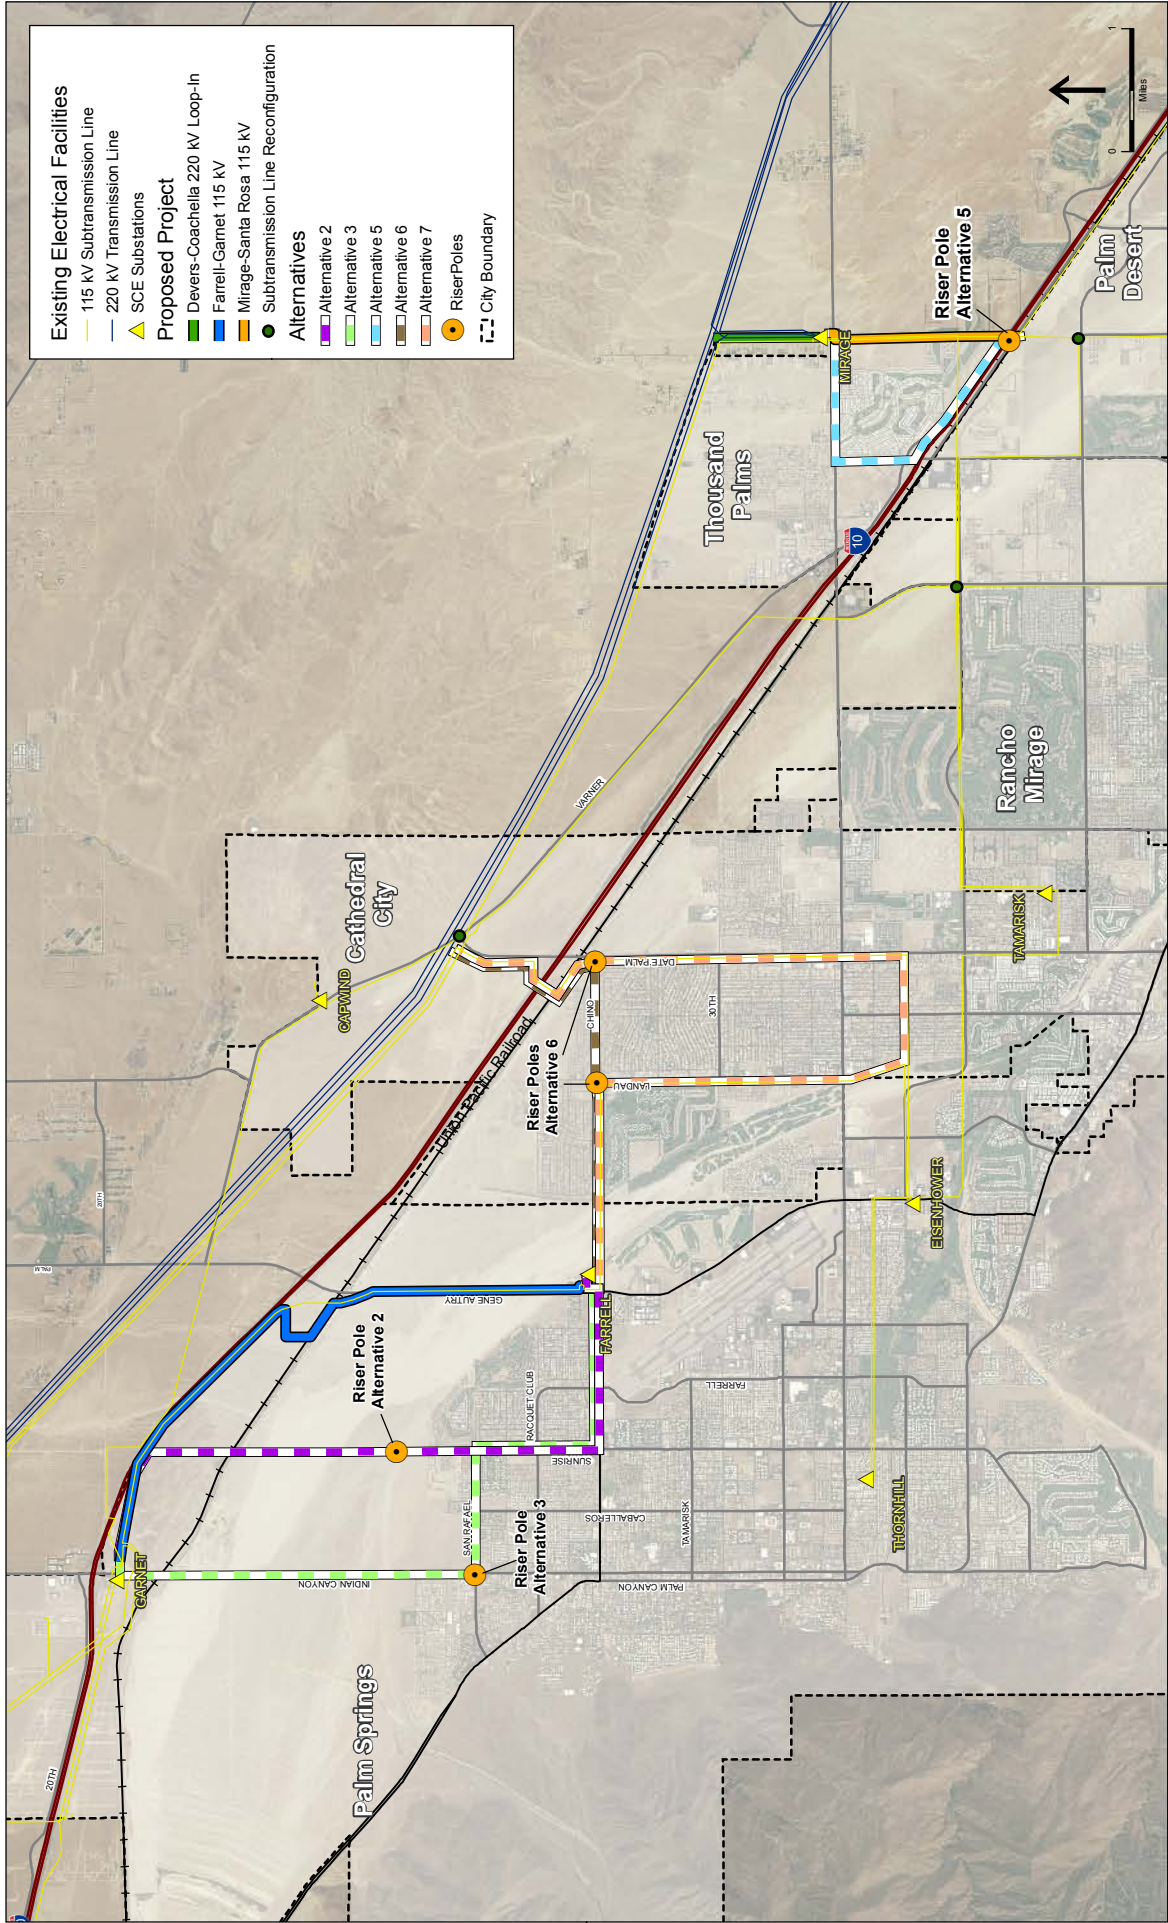 Existing Electrical Facilities
115 kV Subtransmission Line
220 kV Transmission Line
SCE Substations
Proposed Project
Devers-Coachella 220 kV Loop-In
Farrell-Garnet 115 kV
Mirage-Santa Rosa 115 kV
Subtransmission Line Reconfiguration
Alternatives
Alternative 2
Alternative 3
Alternative 5
Alternative 6
Alternative 7
RiserPoles
City Boundary
0
1
Miles
20TH
GARNET
Palm Springs
INDIAN CANYON
SAN RAFAEL
Riser Pole
Alternative 3
Riser Pole
Alternative 2
SUNRISE
RACQUET CLUB
CABALLEROS
TAMARISK
PALM CANYON
FARRELL
THORNHILL
PALM
20TH
GENE AUTRY
FARRELL
EISENHOWER
CAPWIND
Cathedral
City
Union Pacific Railroad
Riser Poles
Alternative 6
CHINO
LANDAU
30TH
DATE PALM
VARNER
TAMARISK
Rancho
Mirage
Thousand
Palms
10
MIRAGE
Riser Pole
Alternative 5
Palm
Desert